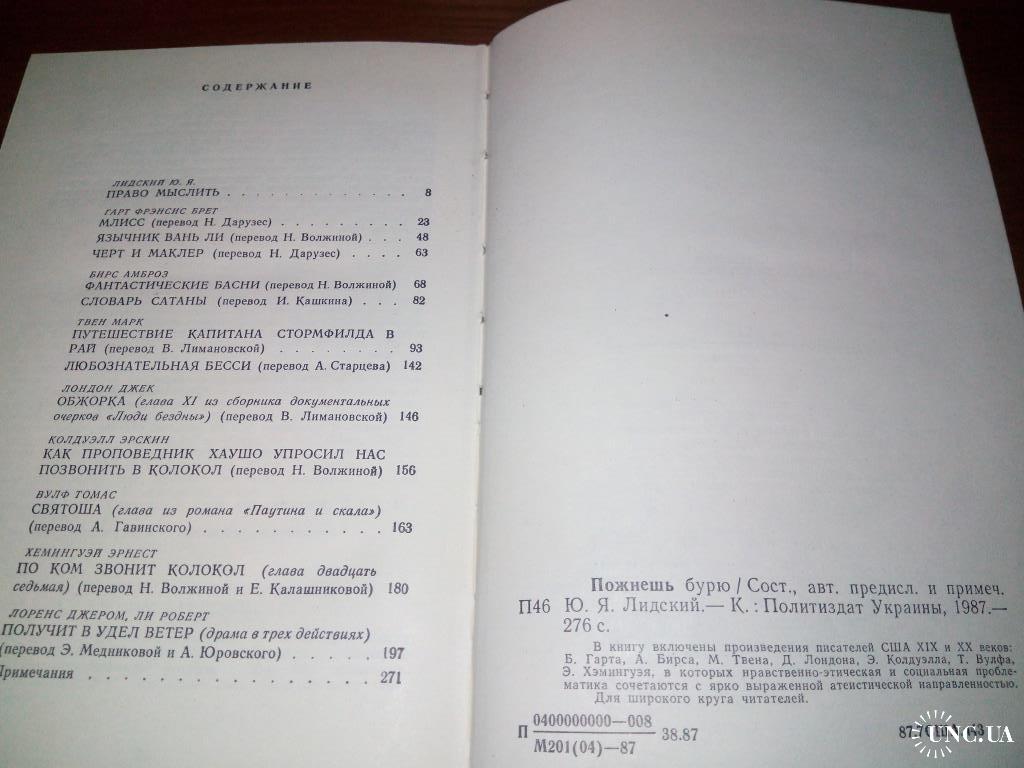 СОДЕРЖАНИЕ
ЛИДСКИЙ Ю. Я.
ПРАВО МЫСЛИТЬ . . . . . . . . . . . . . 8
ГАРТ ФРЭНСИС БРЕТ
МЛИСС (перевод Н. Дарузес) . . . . . . . . 23
ЯЗЫЧНИК ВАНЬ ЛИ (перевод Н. Волжиной) . . . 48
ЧЕРТ И МАКЛЕР (перевод Н. Дарузес) . . . . 63
БИРС АМБРОЗ
ФАНТАСТИЧЕСКИЕ БАСНИ (перевод Н. Волжиной) 68
СЛОВАРЬ САТАНЫ (перевод И. Кашкина) . . . 82
ТВЕН МАРК
ПУТЕШЕСТВИЕ КАПИТАНА СТОРМФИЛДА В
РАЙ (перевод В. Лимановской) . . . . . . . . 93
ЛЮБОЗНАТЕЛЬНАЯ БЕССИ (перевод А. Старцева) 142
ЛОНДОН ДЖЕК
ОБЖОРКА (глава XI из сборника документальных
очерков «Люди бездны») (перевод В. Лимановской) 146
КОЛДУЭЛЛ ЭРСКИН
КАК ПРОПОВЕДНИК ХАУШО УПРОСИЛ НАС
ПОЗВОНИТЬ В КОЛОКОЛ (перевод Н. Волжиной) 156
ВУЛФ ТОМАС
СВЯТОША (глава из романа «Паутина и скала»)
(перевод А. Гавинского) . . . . . . . . . . 163
ХЕМИНГУЭЙ ЭРНЕСТ
ПО КОМ ЗВОНИТ КОЛОКОЛ (глава двадцать
седьмая) (перевод Н. Волжиной и Е. Калашниковой) 180
ЛОРЕНС ДЖЕРОМ, ЛИ РОБЕРТ
ПОЛУЧИТ В УДЕЛ ВЕТЕР (драма в трех действиях)
(перевод Э. Медниковой и А. Юровского) . . . . . 197
Примечания . . . . . . . . . . . . . . . . 271
Пожнешь бурю / Сост., авт. предисл. и примеч.
П46 Ю. Я. Лидский.— К.: Политиздат Украины, 1987.—
276 с.
В книгу включены произведения писателей США XIX и XX веков:
Б. Гарта, А. Бирса, М. Твена, Д. Лондона, Э. Колдуэлла, Т. Вулфа,
Э. Хэмингуэя, в которых нравственно-этическая и социальная пробле-
матика сочетаются с ярко выраженной атеистической направленностью.
Для широкого круга читателей.
П 0400000000—008
М201(04)—87 38.87
UNC.UA